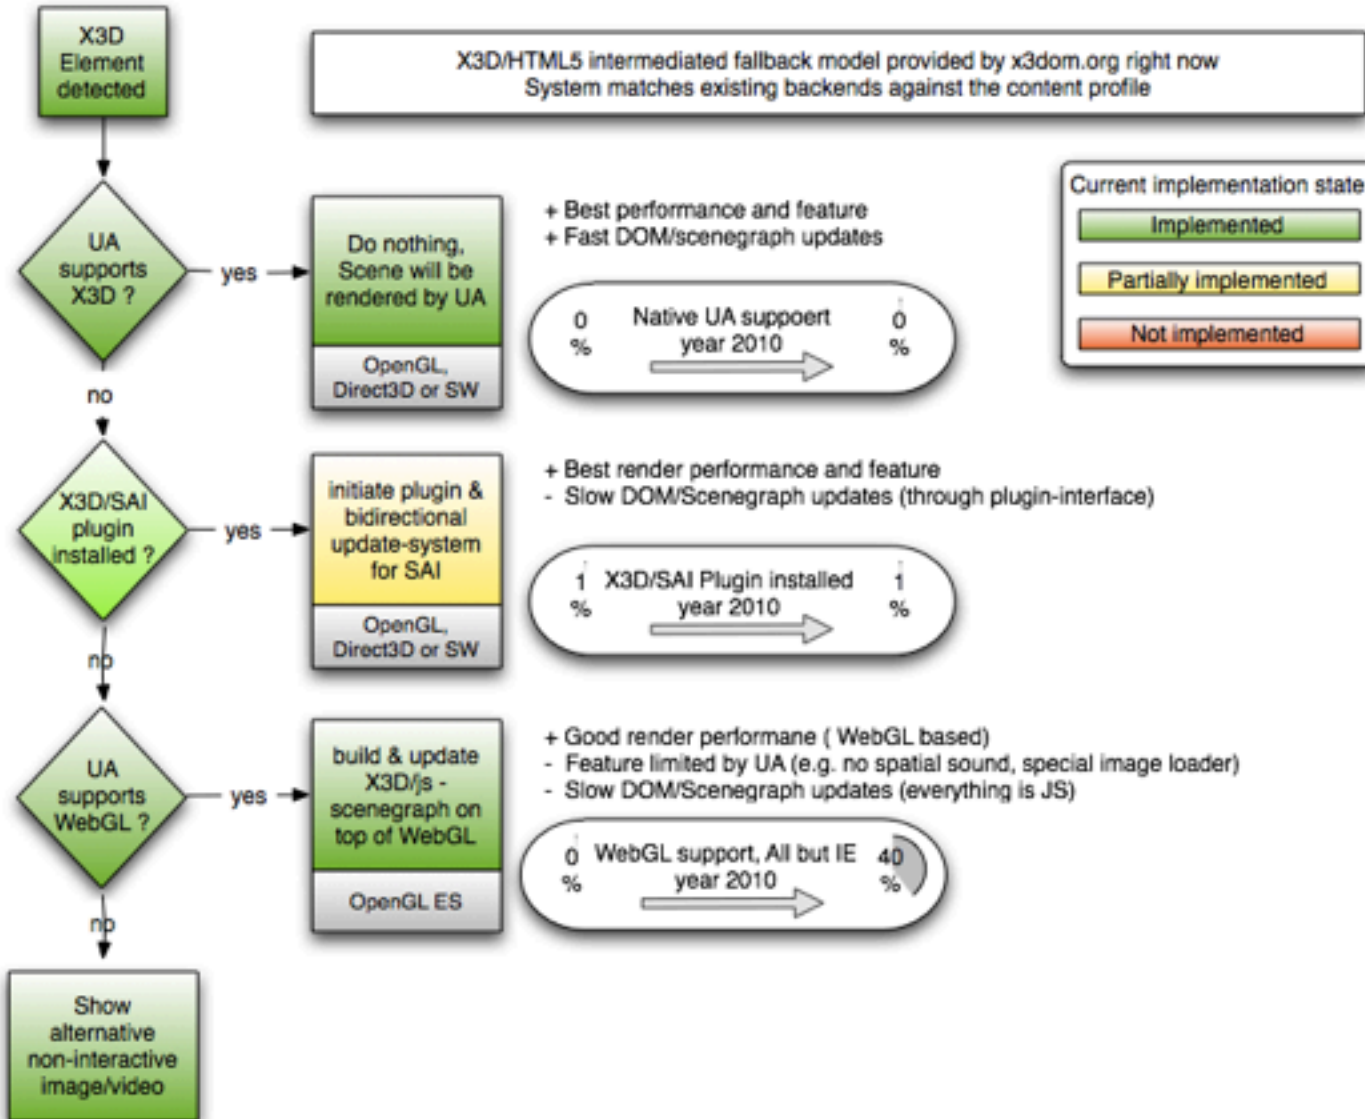 X3D
Element
detected
X3D/HTML5 intermediated fallback model provided by x3dom.org right now
System matches existing backends against the content profile
Current implementation state
Implemented
Partially implemented
Not implemented
UA
supports
X3D ?
yes
Do nothing,
Scene will be
rendered by UA
OpenGL,
Direct3D or SW
+ Best performance and feature
+ Fast DOM/scenegraph updates
0
%
Native UA suppoert
year 2010
0
%
no
X3D/SAI
plugin
installed ?
yes
initiate plugin &
bidirectional
update-system
for SAI
OpenGL,
Direct3D or SW
+ Best render performance and feature
- Slow DOM/Scenegraph updates (through plugin-interface)
1
%
X3D/SAI Plugin installed
year 2010
1
%
no
UA
supports
WebGL ?
yes
build & update
X3D/js -
scenegraph on
top of WebGL
OpenGL ES
+ Good render performane ( WebGL based)
- Feature limited by UA (e.g. no spatial sound, special image loader)
- Slow DOM/Scenegraph updates (everything is JS)
0
%
WebGL support, All but IE
year 2010
40
%
no
Show
alternative
non-interactive
image/video